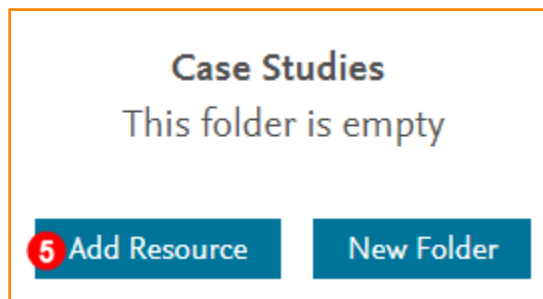 Case Studies
This folder is empty
5 Add Resource New Folder